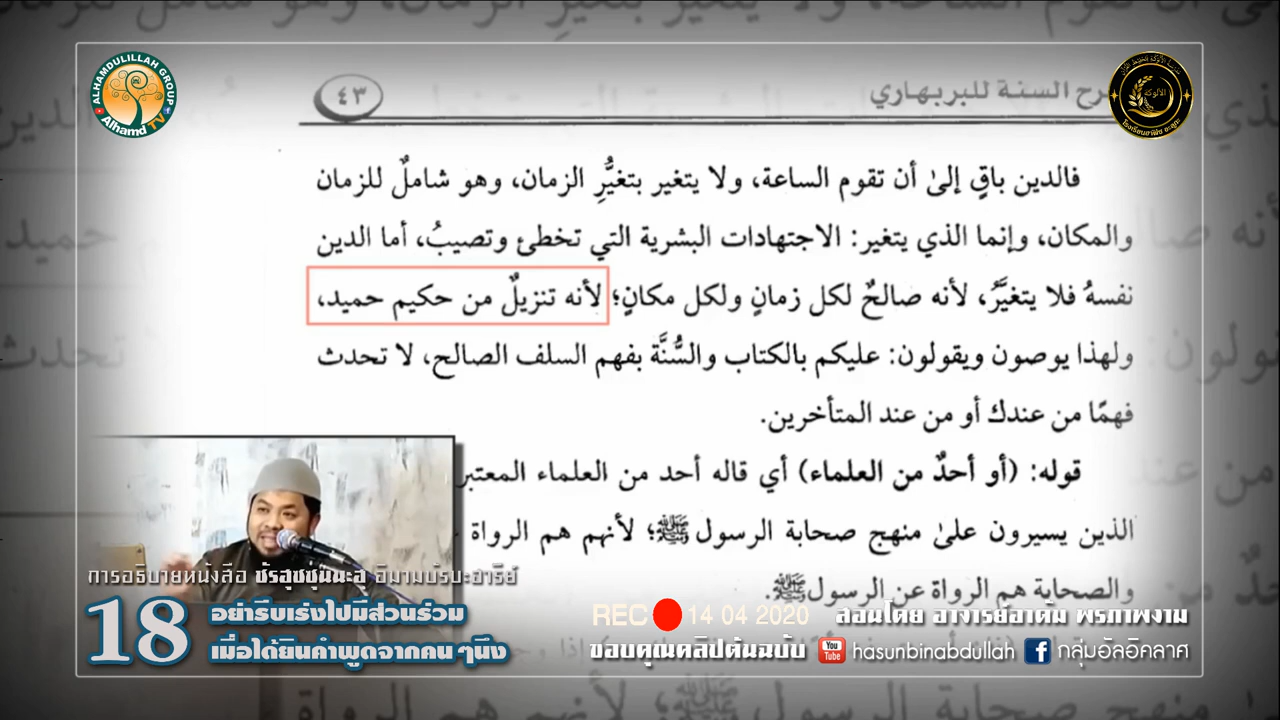 ALHAMDULILLAH GROUP
Alhamd TV
٤٣
شرح السنة للبربهاري
الألوكة
فالدين باقٍ إلىٰ أن تقوم الساعة، ولا يتغير بتغيُّرِ الزمان، وهو شاملٌ للزمان
والمكان، وإنما الذي يتغير: الاجتهادات البشرية التي تخطئ وتصيبُ، أما الدين
نفسهُ فلا يتغيَّرُ، لأنه صالحٌ لكل زمانٍ ولكل مكانٍ؛ لأنه تنزيلٌ من حكيم حميد،
ولهذا يوصون ويقولون: عليكم بالكتاب والسُّنَّة بفهم السلف الصالح، لا تحدث
فهمًا من عندك أو من عند المتأخرين.
قوله: (أو أحدٌ من العلماء) أي قاله أحد من العلماء المعتبر
الذين يسيرون علىٰ منهج صحابة الرسول ﷺ؛ لأنهم هم الرواة
والصحابة هم الرواة عن الرسول ﷺ.
การอธิบายหนังสือ ชัรฮุซซุนนะฮฺ อิมามบัรบะฮารีย์
18 อย่ารีบเร่งไปมีส่วนร่วม
เมื่อได้ยินคำพูดจากคนๆนึง
REC 14 04 2020 สอนโดย อาจารย์อาดัม พรภาพงาม
ขอบคุณคลิปต้นฉบับ YouTube hasunbinabdullah กลุ่มอัลอิคลาศ